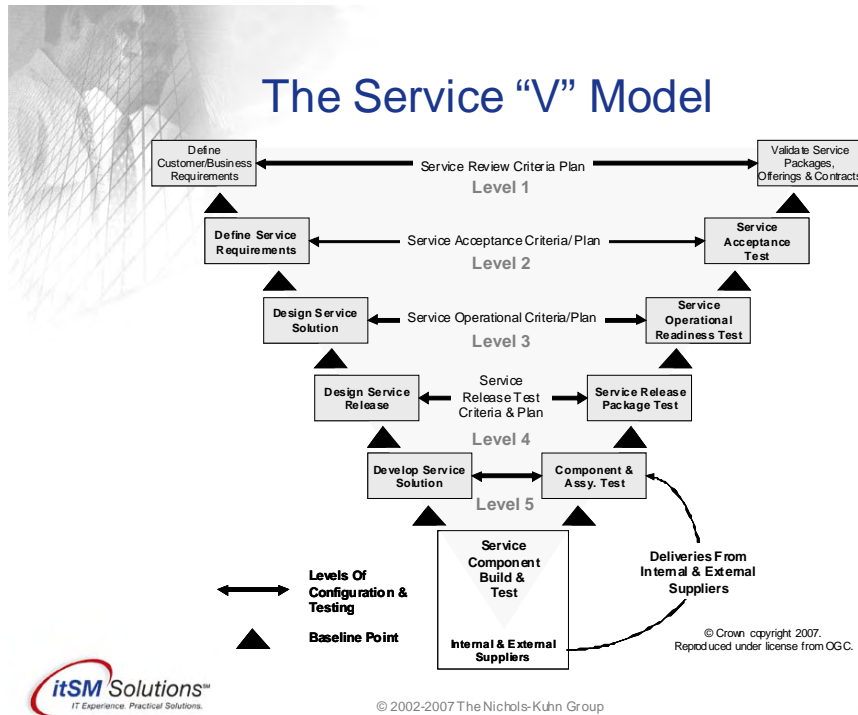 The Service “V” Model
Define
Customer/Business
Requirements
Service Review Criteria Plan
Level 1
Validate Service
Packages,
Offerings & Contracts
Define Service
Requirements
Service Acceptance Criteria/ Plan
Level 2
Service
Acceptance
Test
Design Service
Solution
Service Operational Criteria/Plan
Level 3
Service
Operational
Readiness Test
Design Service
Release
Service
Release Test
Criteria & Plan
Level 4
Service Release
Package Test
Develop Service
Solution
Level 5
Component &
Assy. Test
Service
Component
Build &
Test
Internal & External
Suppliers
Deliveries From
Internal & External
Suppliers
Levels Of
Configuration &
Testing
Baseline Point
© Crown copyright 2007.
Reproduced under license from OGC.
itSM Solutions℠
IT Experience. Practical Solutions.
© 2002-2007 The Nichols-Kuhn Group